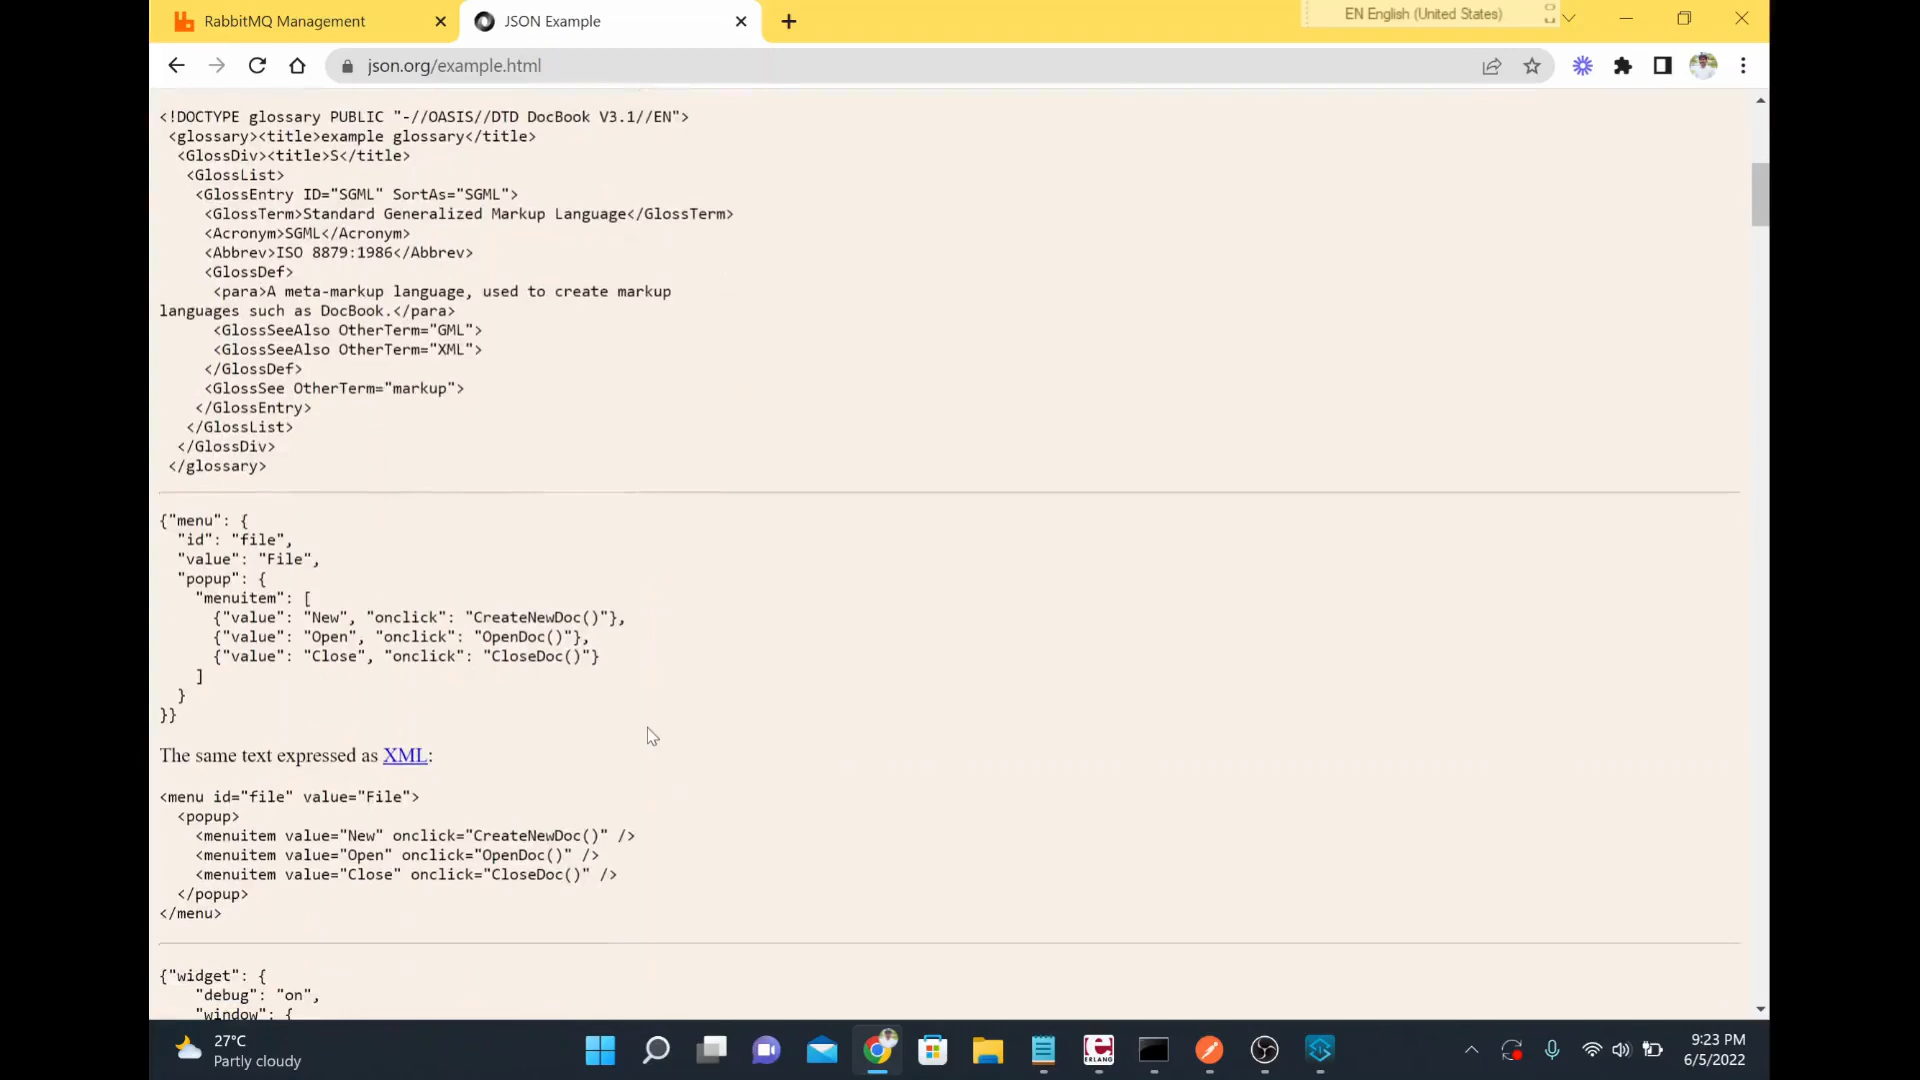 RabbitMQ Management
JSON Example
EN English (United States)
json.org/example.html
<!DOCTYPE glossary PUBLIC "-//OASIS//DTD DocBook V3.1//EN">
<glossary><title>example glossary</title>
<GlossDiv><title>S</title>
<GlossList>
<GlossEntry ID="SGML" SortAs="SGML">
<GlossTerm>Standard Generalized Markup Language</GlossTerm>
<Acronym>SGML</Acronym>
<Abbrev>ISO 8879:1986</Abbrev>
<GlossDef>
<para>A meta-markup language, used to create markup
languages such as DocBook.</para>
<GlossSeeAlso OtherTerm="GML">
<GlossSeeAlso OtherTerm="XML">
</GlossDef>
<GlossSee OtherTerm="markup">
</GlossEntry>
</GlossList>
</GlossDiv>
</glossary>
{"menu": {
"id": "file",
"value": "File",
"popup": {
"menuitem": [
{"value": "New", "onclick": "CreateNewDoc()"},
{"value": "Open", "onclick": "OpenDoc()"},
{"value": "Close", "onclick": "CloseDoc()"}
]
}
}}
The same text expressed as XML:
<menu id="file" value="File">
<popup>
<menuitem value="New" onclick="CreateNewDoc()" />
<menuitem value="Open" onclick="OpenDoc()" />
<menuitem value="Close" onclick="CloseDoc()" />
</popup>
</menu>
{"widget": {
"debug": "on",
"window": {
27°C
Partly cloudy
ERLANG
9:23 PM
6/5/2022